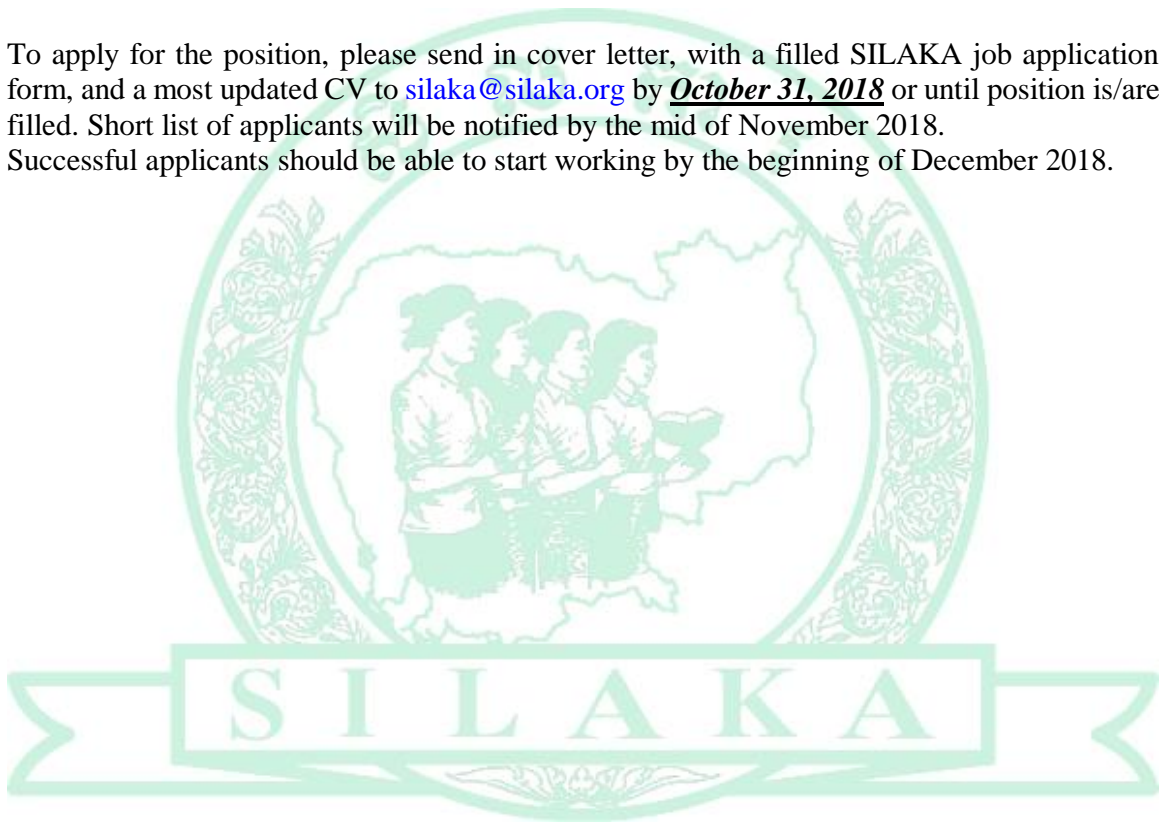 To apply for the position, please send in cover letter, with a filled SILAKA job application
form, and a most updated CV to silaka@silaka.org by October 31, 2018 or until position is/are
filled. Short list of applicants will be notified by the mid of November 2018.
Successful applicants should be able to start working by the beginning of December 2018.
SILAKA